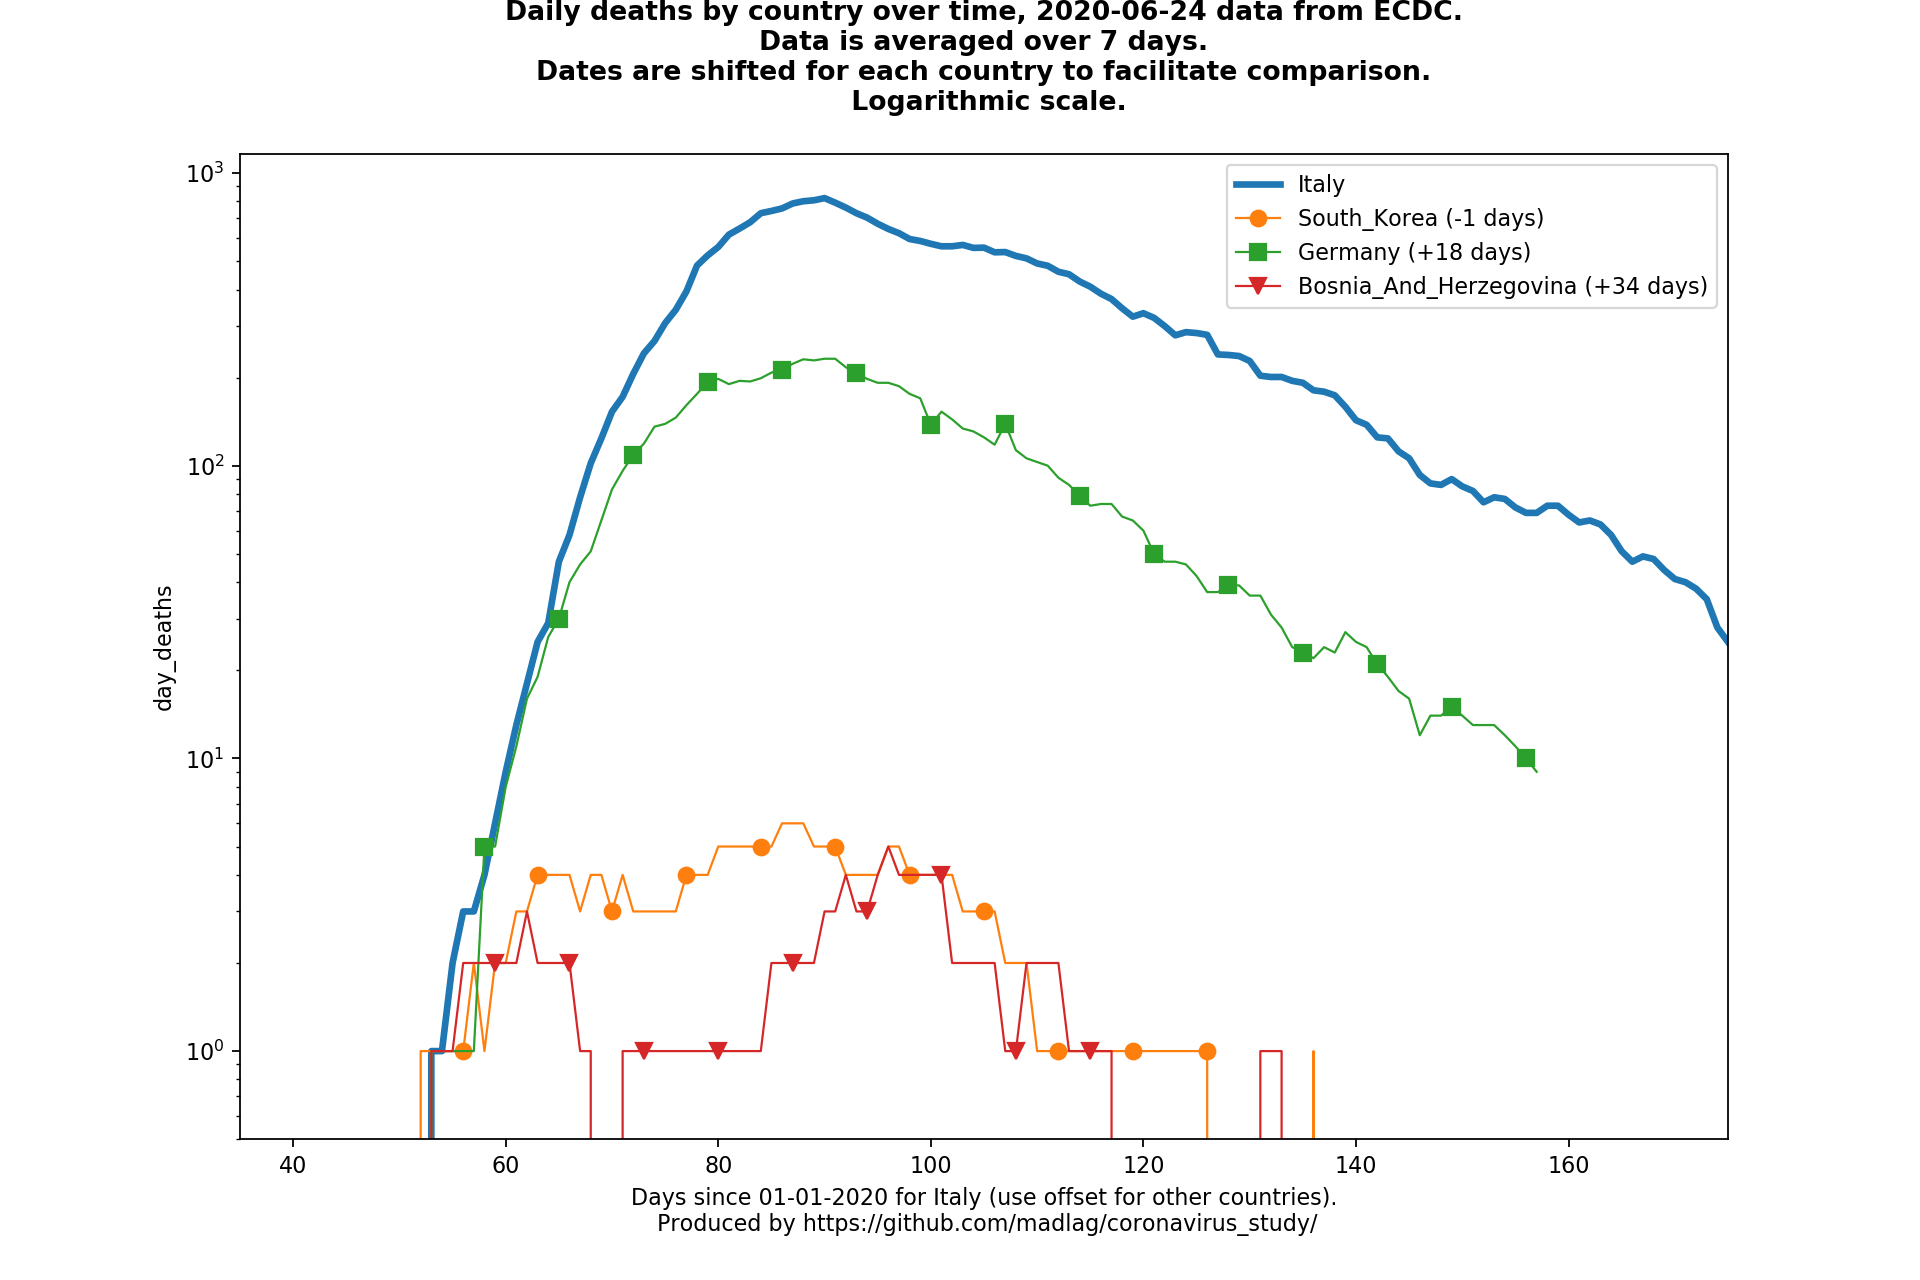 Daily deaths by country over time, 2020-06-24 data from ECDC.
Data is averaged over 7 days.
Dates are shifted for each country to facilitate comparison.
Logarithmic scale.
10³
Italy
South_Korea (-1 days)
Germany (+18 days)
Bosnia_And_Herzegovina (+34 days)
10²
day_deaths
10¹
10⁰
40 60 80 100 120 140 160
Days since 01-01-2020 for Italy (use offset for other countries).
Produced by https://github.com/madlag/coronavirus_study/